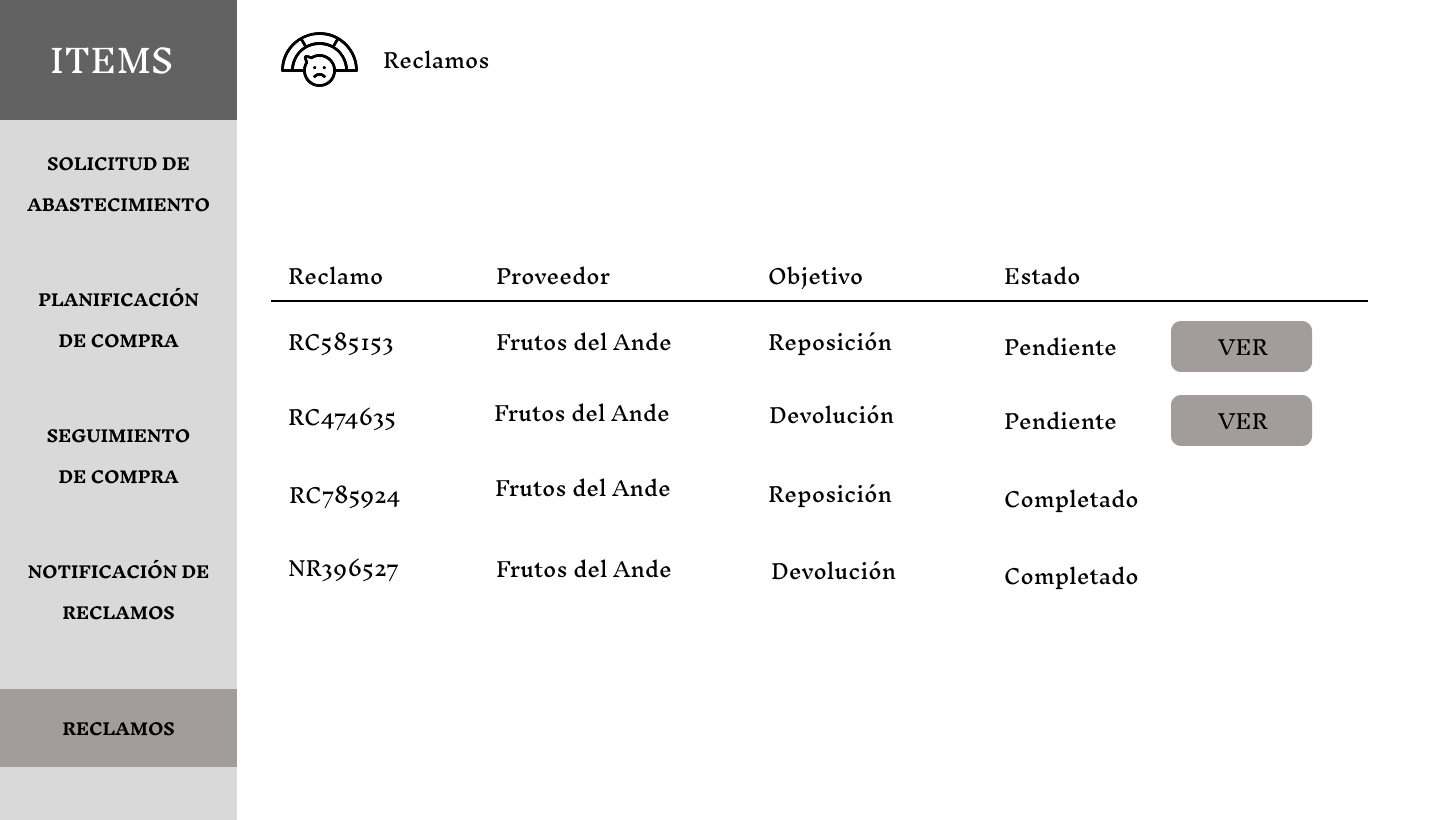 ITEMS
SOLICITUD DE
ABASTECIMIENTO
PLANIFICACIÓN
DE COMPRA
SEGUIMIENTO
DE COMPRA
NOTIFICACIÓN DE
RECLAMOS
RECLAMOS
Reclamos
Reclamo Proveedor Objetivo Estado
RC585153 Frutos del Ande Reposición Pendiente VER
RC474635 Frutos del Ande Devolución Pendiente VER
RC785924 Frutos del Ande Reposición Completado
NR396527 Frutos del Ande Devolución Completado